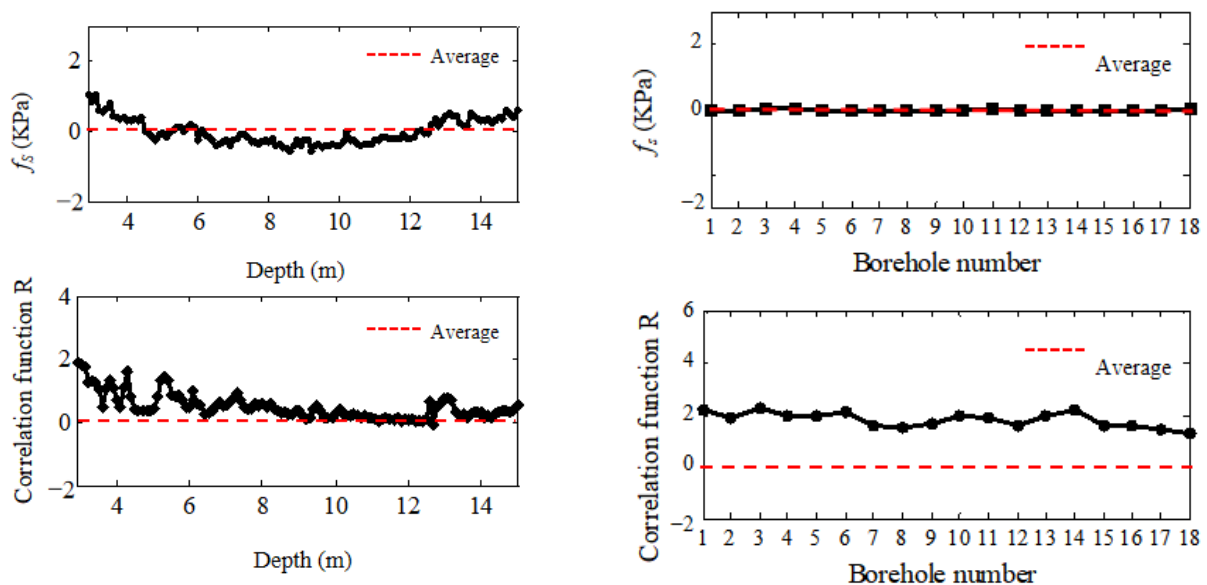 2
0
−2
f_S (KPa)
Average
4 6 8 10 12 14
Depth (m)
2
0
−2
f_s (KPa)
Average
1 2 3 4 5 6 7 8 9 10 11 12 13 14 15 16 17 18
Borehole number
4
2
0
−2
Correlation function R
Average
4 6 8 10 12 14
Depth (m)
6
4
2
0
−2
Correlation function R
Average
1 2 3 4 5 6 7 8 9 10 11 12 13 14 15 16 17 18
Borehole number